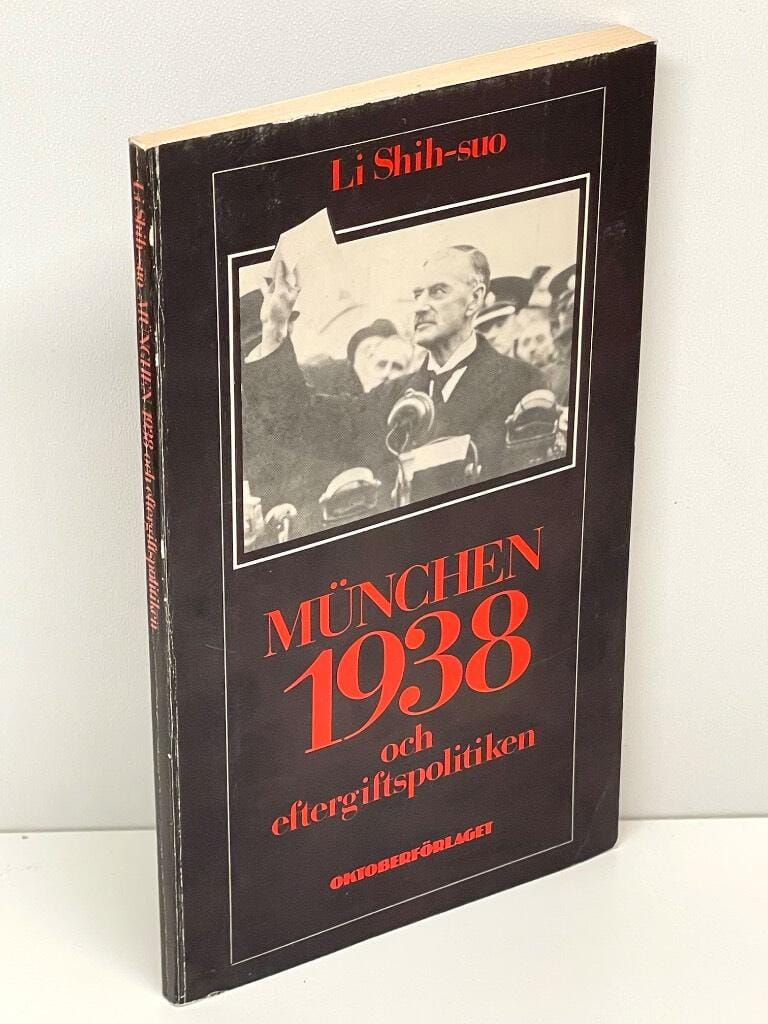 Li Shih-suo
MÜNCHEN
1938
och
eftergiftspolitiken
OKTOBERFÖRLAGET
Li Shih-suo MÜNCHEN 1938 och eftergiftspolitiken